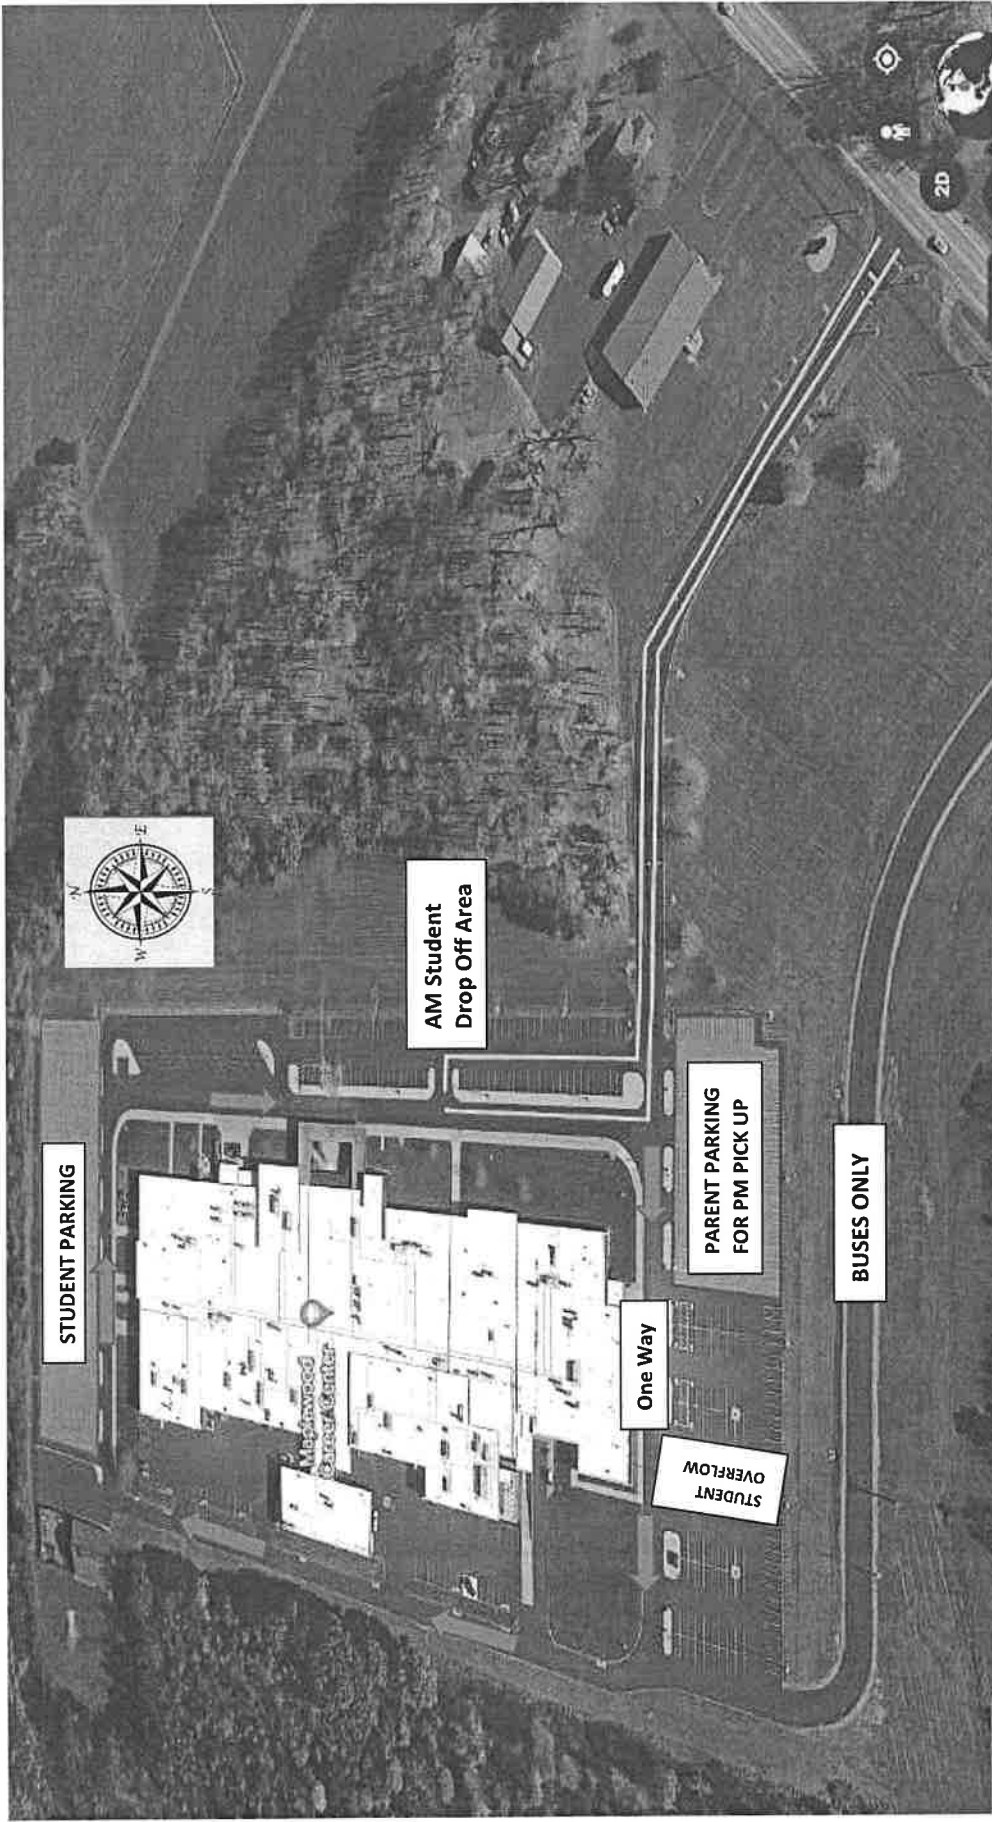 STUDENT PARKING
N
W
E
S
AM Student
Drop Off Area
Maplewood
Career Center
PARENT PARKING
FOR PM PICK UP
One Way
STUDENT
OVERFLOW
BUSES ONLY
2D